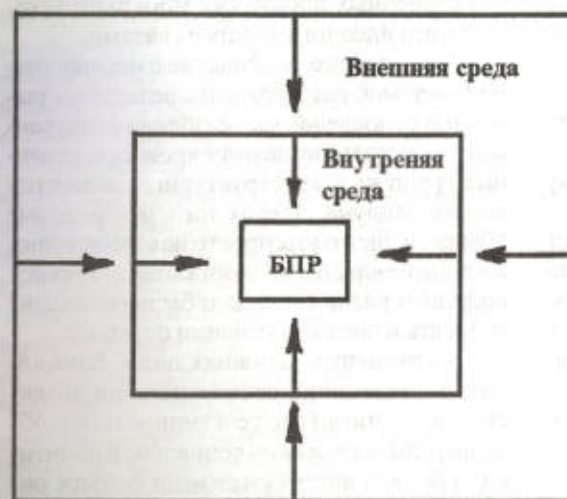 Внешняя среда
Внутреняя
среда
БПР